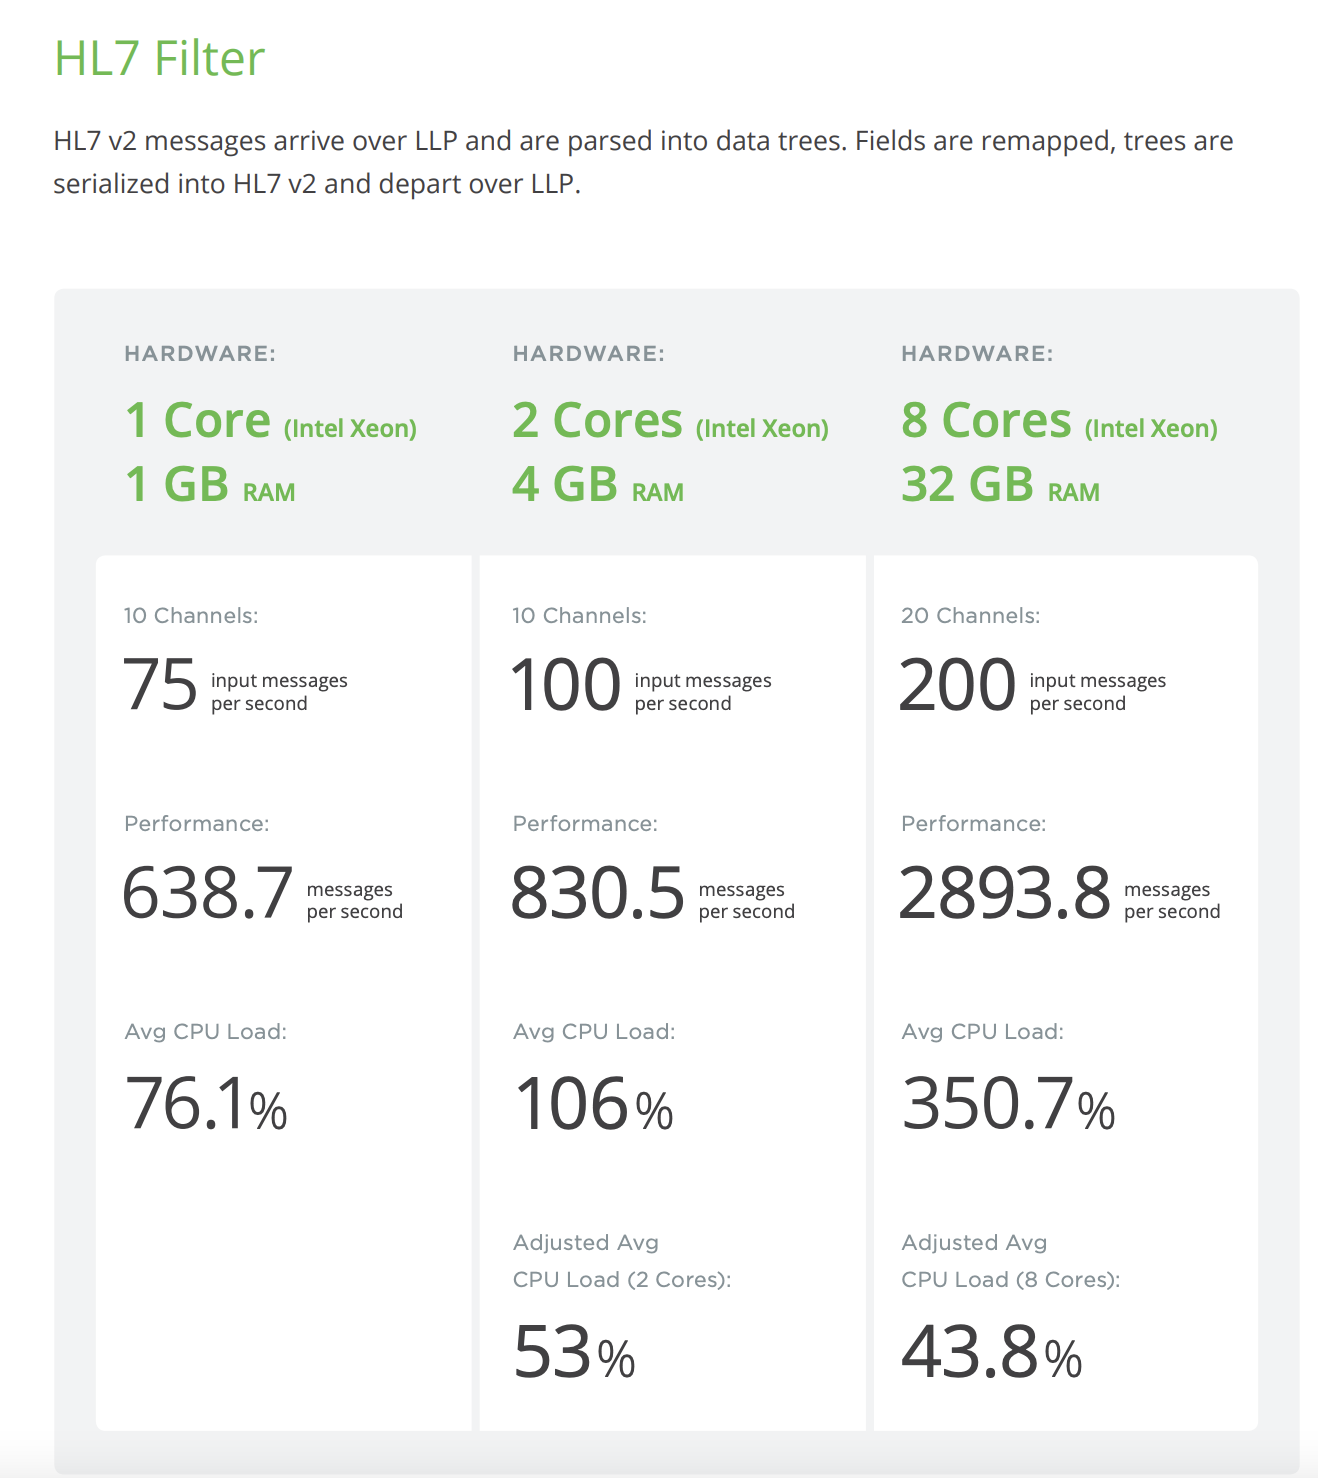 HL7 Filter
HL7 v2 messages arrive over LLP and are parsed into data trees. Fields are remapped, trees are
serialized into HL7 v2 and depart over LLP.
HARDWARE:
1 Core (Intel Xeon)
1 GB RAM
10 Channels:
75 input messages
per second
Performance:
638.7 messages
per second
Avg CPU Load:
76.1%
HARDWARE:
2 Cores (Intel Xeon)
4 GB RAM
10 Channels:
100 input messages
per second
Performance:
830.5 messages
per second
Avg CPU Load:
106%
Adjusted Avg
CPU Load (2 Cores):
53%
HARDWARE:
8 Cores (Intel Xeon)
32 GB RAM
20 Channels:
200 input messages
per second
Performance:
2893.8 messages
per second
Avg CPU Load:
350.7%
Adjusted Avg
CPU Load (8 Cores):
43.8%